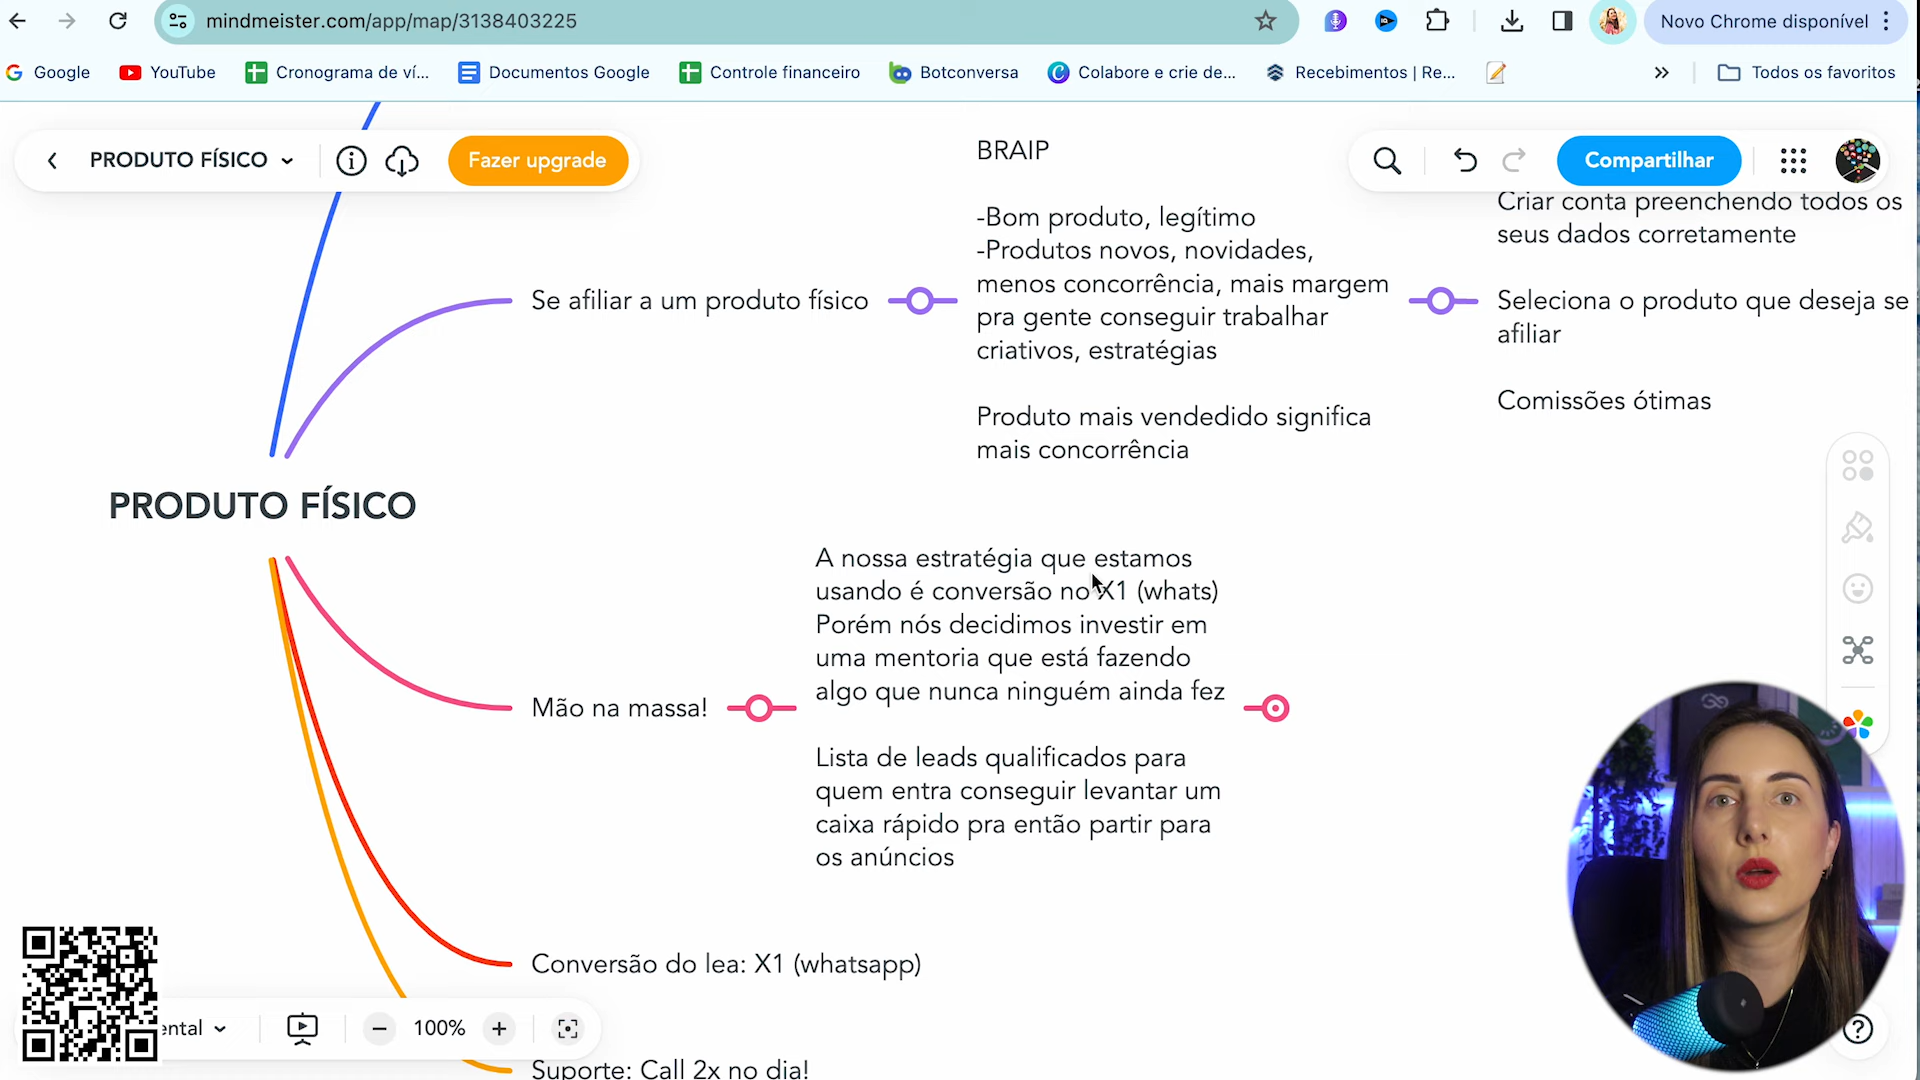 mindmeister.com/app/map/3138403225
Novo Chrome disponível
Google
YouTube
Cronograma de ví...
Documentos Google
Controle financeiro
Botconversa
Colabore e crie de...
Recebimentos | Re...
Todos os favoritos
PRODUTO FÍSICO
Fazer upgrade
Compartilhar
BRAIP
-Bom produto, legítimo
-Produtos novos, novidades,
menos concorrência, mais margem
pra gente conseguir trabalhar
criativos, estratégias
Produto mais vendedido significa
mais concorrência
Criar conta preenchendo todos os
seus dados corretamente
Seleciona o produto que deseja se
afiliar
Comissões ótimas
Se afiliar a um produto físico
PRODUTO FÍSICO
Mão na massa!
A nossa estratégia que estamos
usando é conversão no X1 (whats)
Porém nós decidimos investir em
uma mentoria que está fazendo
algo que nunca ninguém ainda fez
Lista de leads qualificados para
quem entra conseguir levantar um
caixa rápido pra então partir para
os anúncios
Conversão do lea: X1 (whatsapp)
ental
100%
Suporte: Call 2x no dia!